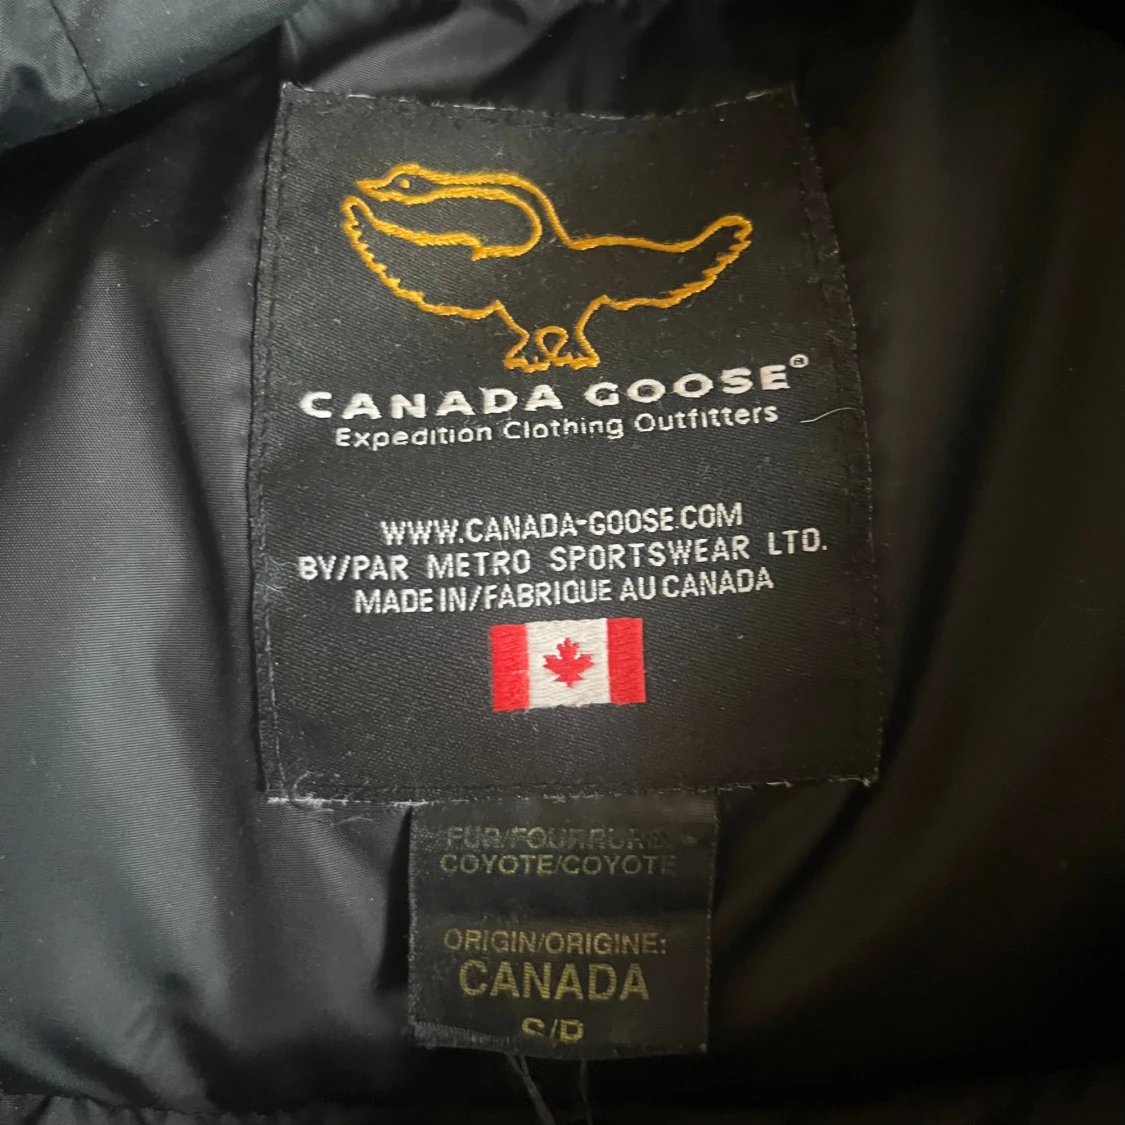 CANADA GOOSE®
Expedition Clothing Outfitters
WWW.CANADA-GOOSE.COM
BY/PAR METRO SPORTSWEAR LTD.
MADE IN/FABRIQUE AU CANADA
FUR/FOURRURE
COYOTE/COYOTE
ORIGIN/ORIGINE:
CANADA
S/P